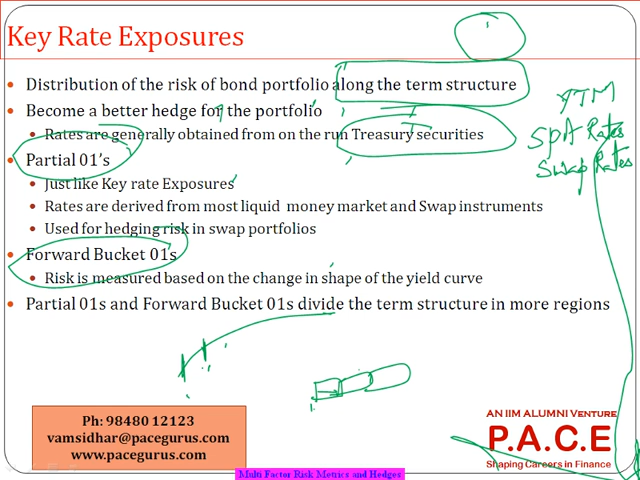 Key Rate Exposures
• Distribution of the risk of bond portfolio along the term structure
• Become a better hedge for the portfolio
• Rates are generally obtained from on the run Treasury securities
• Partial 01's
• Just like Key rate Exposures
• Rates are derived from most liquid money market and Swap instruments
• Used for hedging risk in swap portfolios
• Forward Bucket 01s
• Risk is measured based on the change in shape of the yield curve
• Partial 01s and Forward Bucket 01s divide the term structure in more regions
YTM
Spot Rates
Swap Rates
Ph: 98480 12123
vamsidhar@pacegurus.com
www.pacegurus.com
AN IIM ALUMNI VENTURE
P.A.C.E
Shaping Careers in Finance
Multi Factor Risk Metrics and Hedges